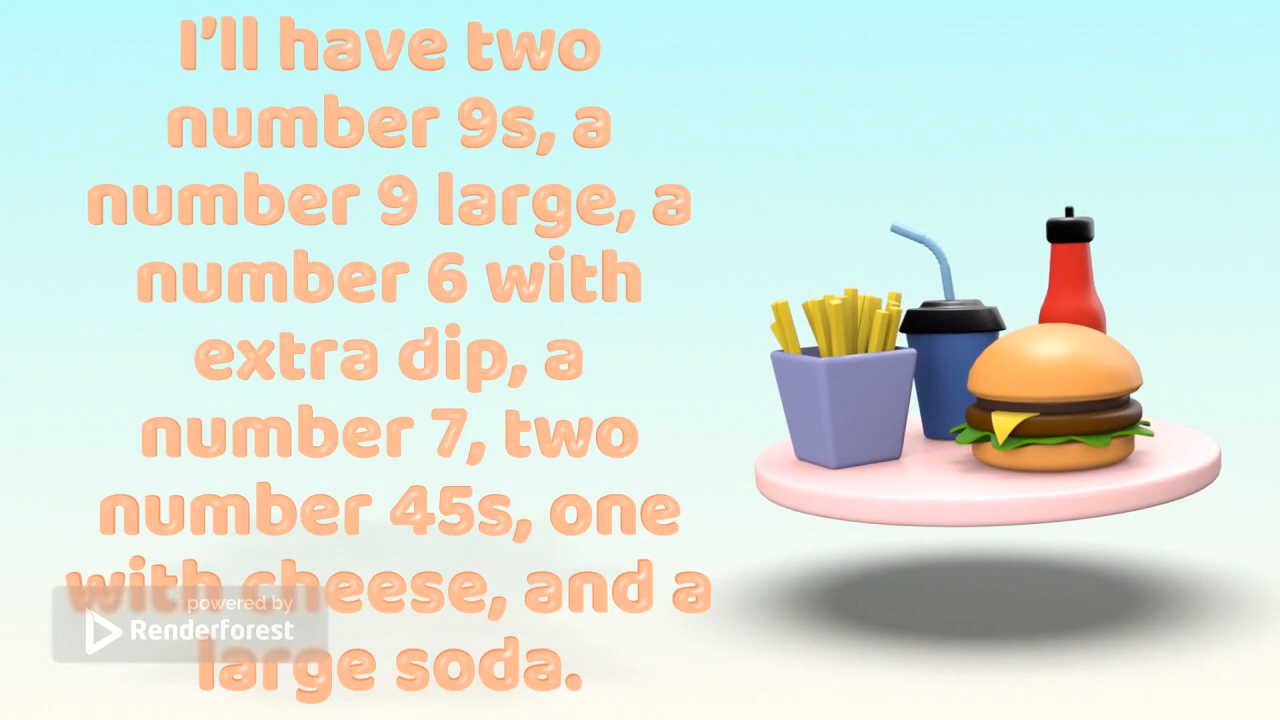 I'll have two
number 9s, a
number 9 large, a
number 6 with
extra dip, a
number 7, two
number 45s, one
with cheese, and a
large soda.
powered by
Renderforest